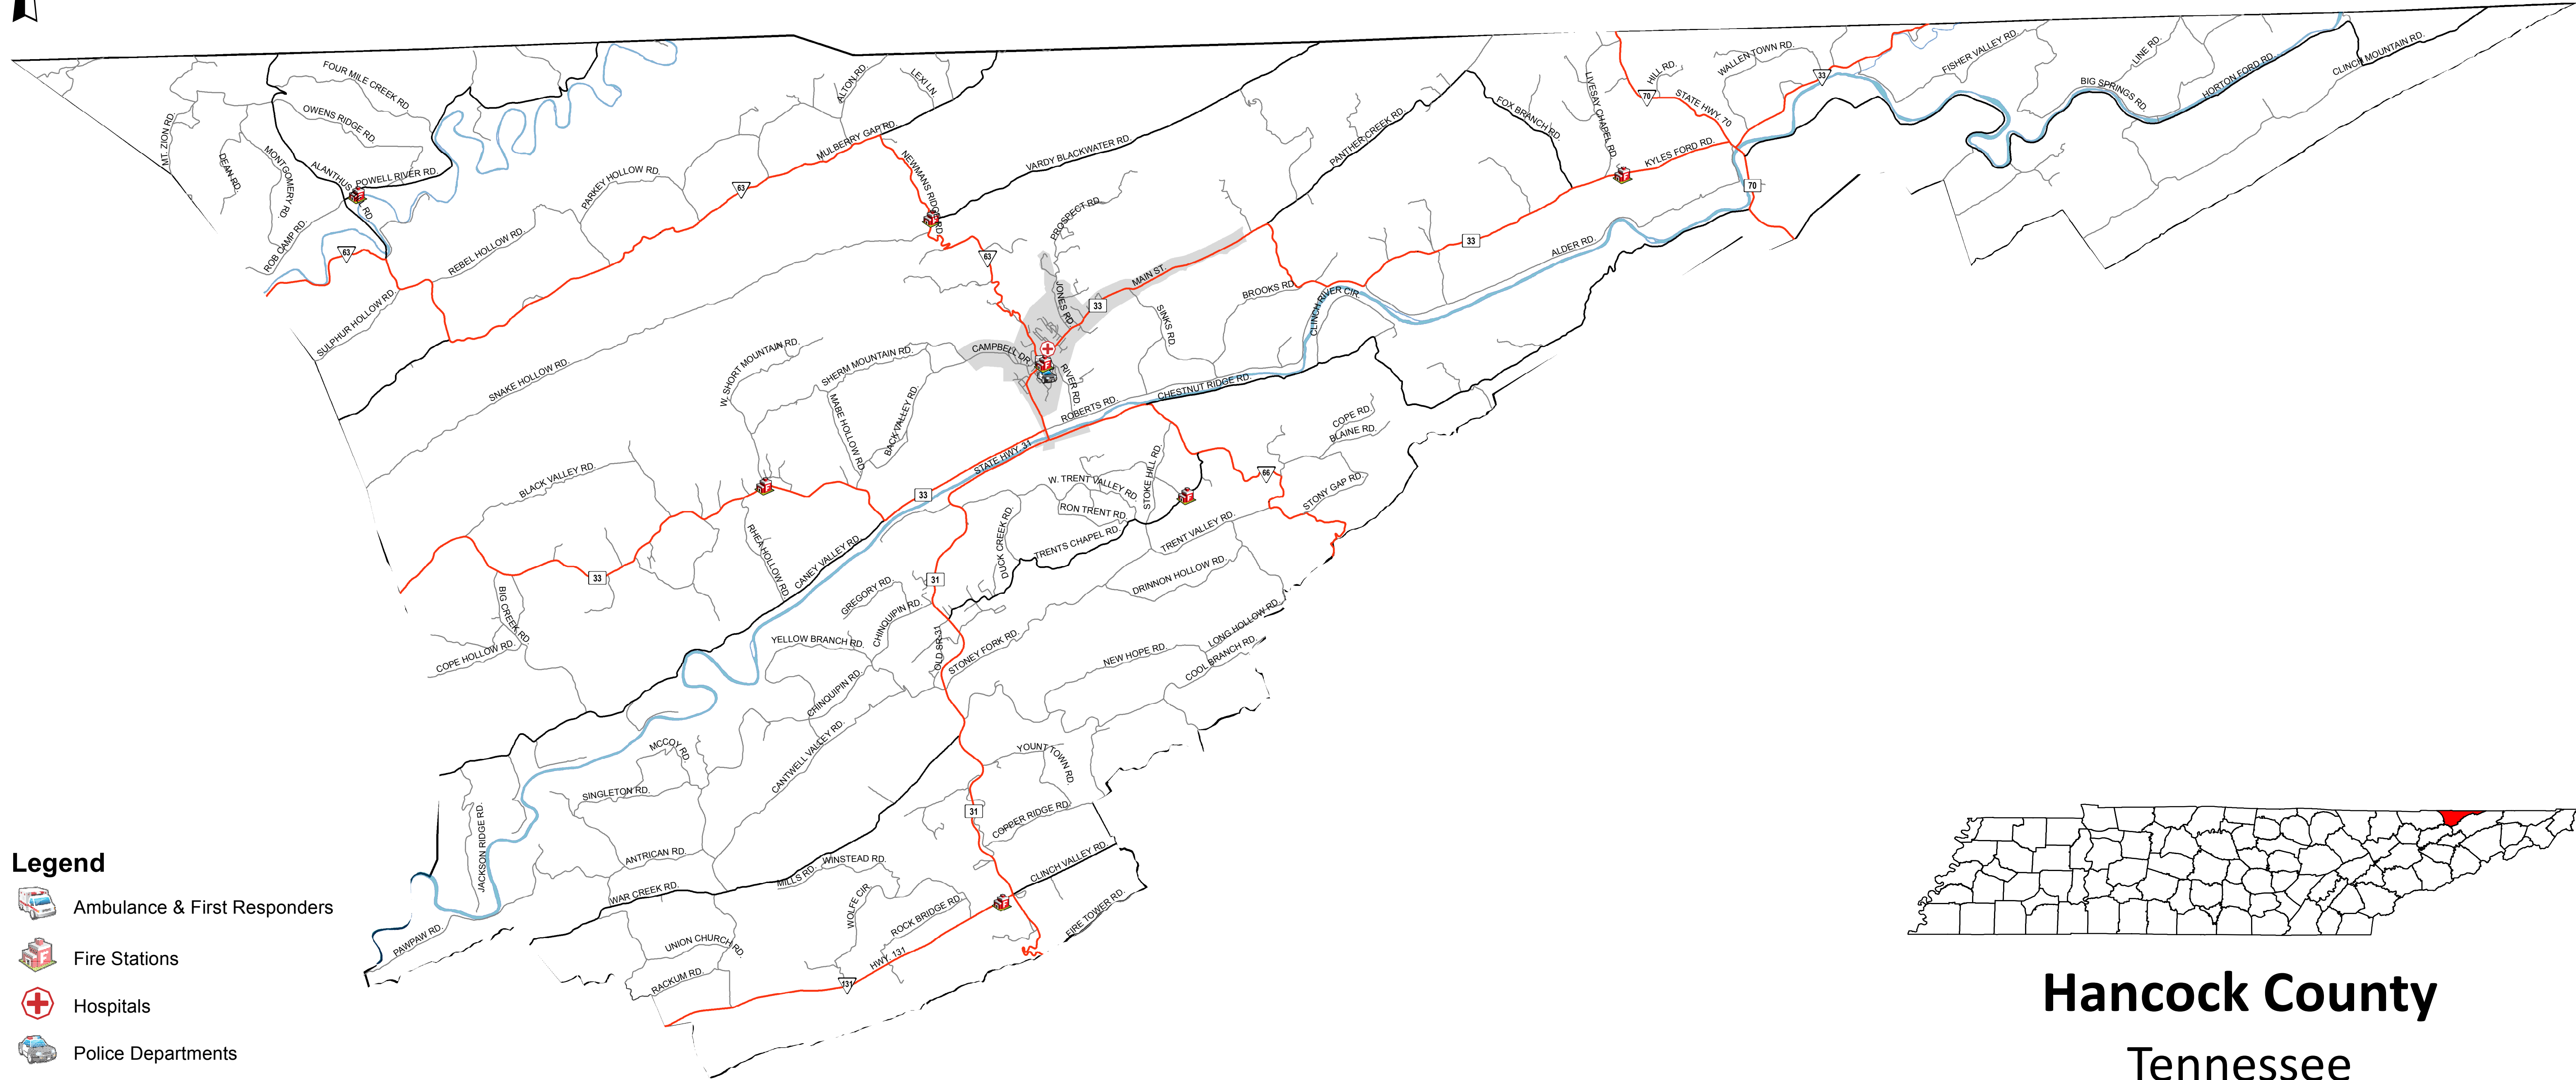 FOUR MILE CREEK RD.
OWENS RIDGE RD.
MT. ZION RD.
DEAN RD.
MONTGOMERY RD.
ALANTHUS
RD
POWELL RIVER RD.
ROB CAMP RD.
63
SULPHUR HOLLOW RD.
REBEL HOLLOW RD.
PARKEY HOLLOW RD.
63
MULBERRY GAP RD.
ALTON RD.
LEXI LN.
NEWMANS RIDGE RD.
VARDY BLACKWATER RD.
PROSPECT RD.
63
JONES RD.
33
MAIN ST.
PANTHER CREEK RD.
FOX BRANCH RD.
LIVESAY CHAPEL RD.
HILL RD.
70
STATE HWY. 70
WALLEN TOWN RD.
33
KYLES FORD RD.
70
FISHER VALLEY RD.
LINE RD.
BIG SPRINGS RD.
HORTON FORD RD.
CLINCH MOUNTAIN RD.
33
ALDER RD.
BROOKS RD.
CLINCH RIVER CIR.
SINKS RD.
CHESTNUT RIDGE RD.
SNAKE HOLLOW RD.
W. SHORT MOUNTAIN RD.
SHERM MOUNTAIN RD.
MABE HOLLOW RD.
BACK VALLEY RD.
CAMPBELL DR.
RIVER RD.
ROBERTS RD.
STATE HWY. 31
33
BLACK VALLEY RD.
33
RHEA HOLLOW RD.
CANEY VALLEY RD.
BIG CREEK RD.
COPE HOLLOW RD.
COPE RD.
BLAINE RD.
66
STONY GAP RD.
W. TRENT VALLEY RD.
STOKE HILL RD.
RON TRENT RD.
TRENTS CHAPEL RD.
TRENT VALLEY RD.
DUCK CREEK RD.
DRINNON HOLLOW RD.
31
GREGORY RD.
CHINQUIPIN RD.
YELLOW BRANCH RD.
OLD SR 31
STONEY FORK RD.
NEW HOPE RD.
LONG HOLLOW RD.
COOL BRANCH RD.
CHINQUIPIN RD.
CANTWELL VALLEY RD.
MCCOY RD.
SINGLETON RD.
YOUNT TOWN RD.
31
COPPER RIDGE RD.
JACKSON RIDGE RD.
ANTRICAN RD.
WAR CREEK RD.
MILLS RD.
WINSTEAD RD.
WOLFE CIR.
ROCK BRIDGE RD.
CLINCH VALLEY RD.
FIRE TOWER RD.
PAWPAW RD.
UNION CHURCH RD.
RACKUM RD.
HWY. 131
131
Legend
Ambulance & First Responders
Fire Stations
Hospitals
Police Departments
Hancock County
Tennessee